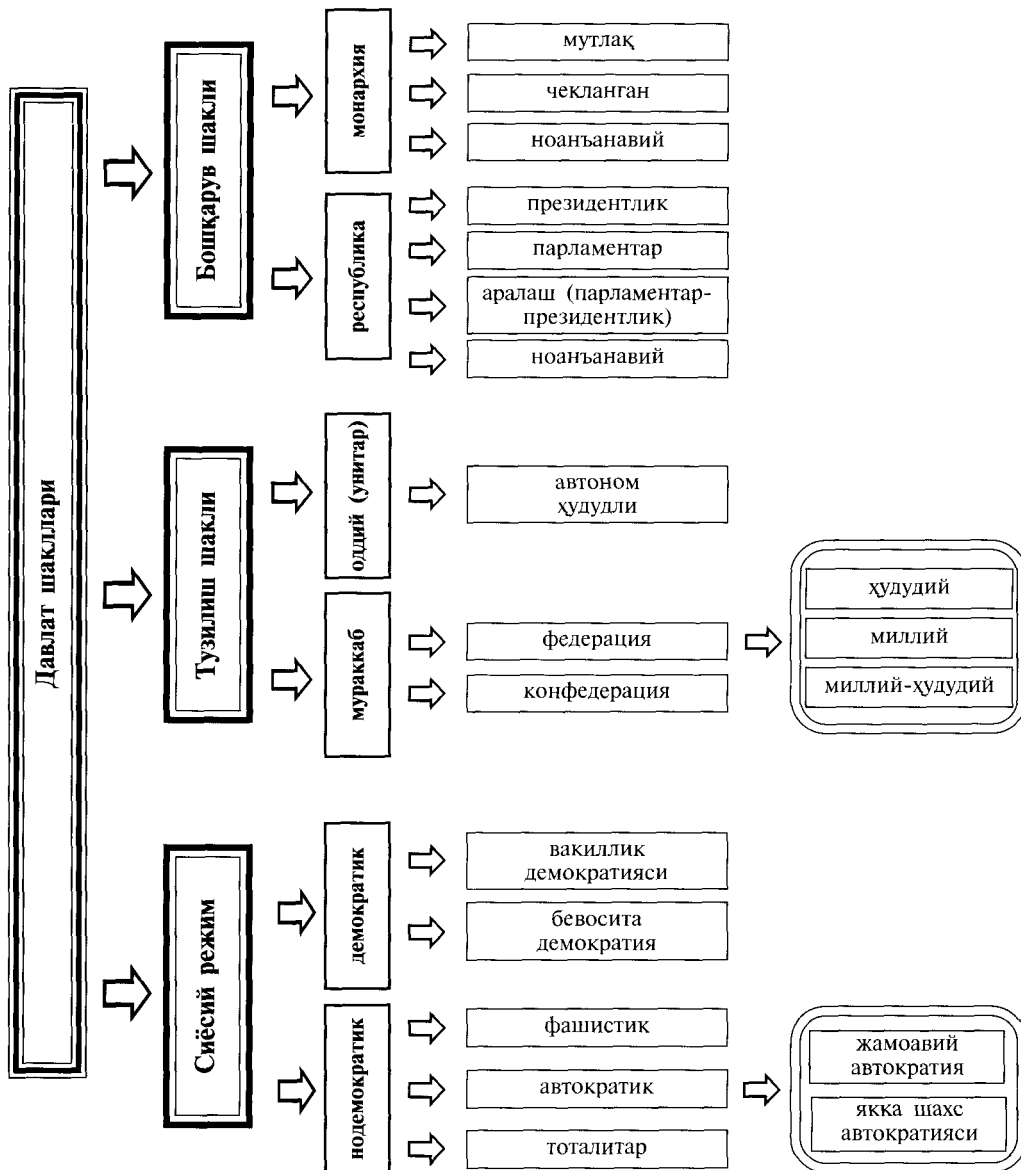 Давлат шакллари
Бошқарув шакли
монархия
мутлақ
чекланган
ноанъанавий
республика
президентлик
парламентар
аралаш (парламентар-
президентлик)
ноанъанавий
Тузилиш шакли
оддий (унитар)
автоном
ҳудудли
мураккаб
федерация
ҳудудий
миллий
миллий-ҳудудий
конфедерация
Сиёсий режим
демократик
вакиллик
демократияси
бевосита
демократия
нодемократик
фашистик
автократик
жамоавий
автократия
якка шахс
автократияси
тоталитар